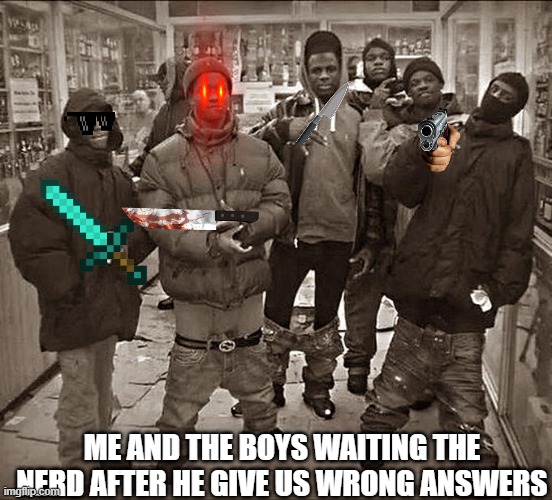 ME AND THE BOYS WAITING THE
NERD AFTER HE GIVE US WRONG ANSWERS
imgflip.com